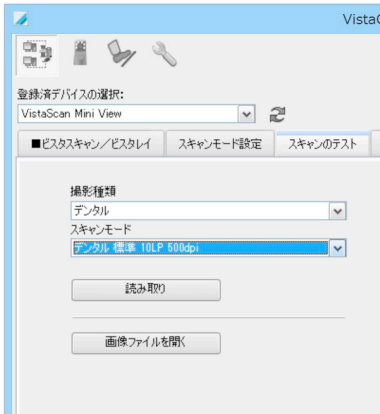 Vista
登録済デバイスの選択:
VistaScan Mini View
■ビスタスキャン／ビスタレイ
スキャンモード設定
スキャンのテスト
撮影種類
デンタル
スキャンモード
デンタル 標準 10LP 500dpi
読み取り
画像ファイルを開く